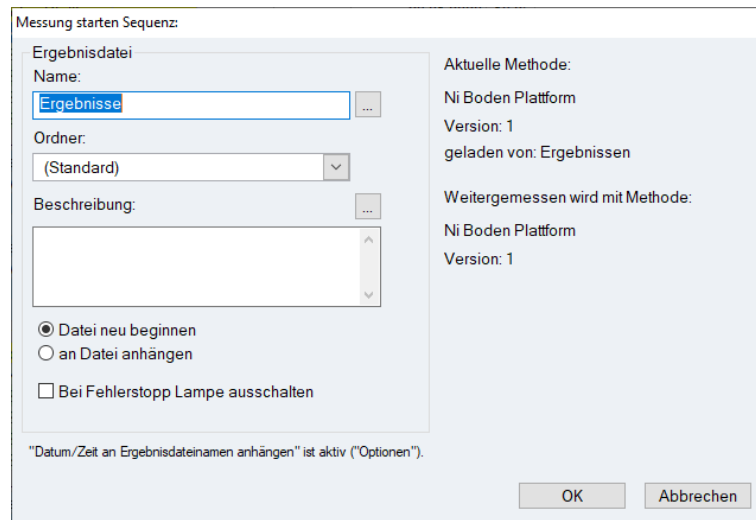 Messung starten Sequenz:
Ergebnisdatei
Name:
Ergebnisse
...
Ordner:
(Standard)
Beschreibung:
...
Datei neu beginnen
an Datei anhängen
Bei Fehlerstopp Lampe ausschalten
"Datum/Zeit an Ergebnisdateinamen anhängen" ist aktiv ("Optionen").
Aktuelle Methode:
Ni Boden Plattform
Version: 1
geladen von: Ergebnissen
Weitergemessen wird mit Methode:
Ni Boden Plattform
Version: 1
OK
Abbrechen